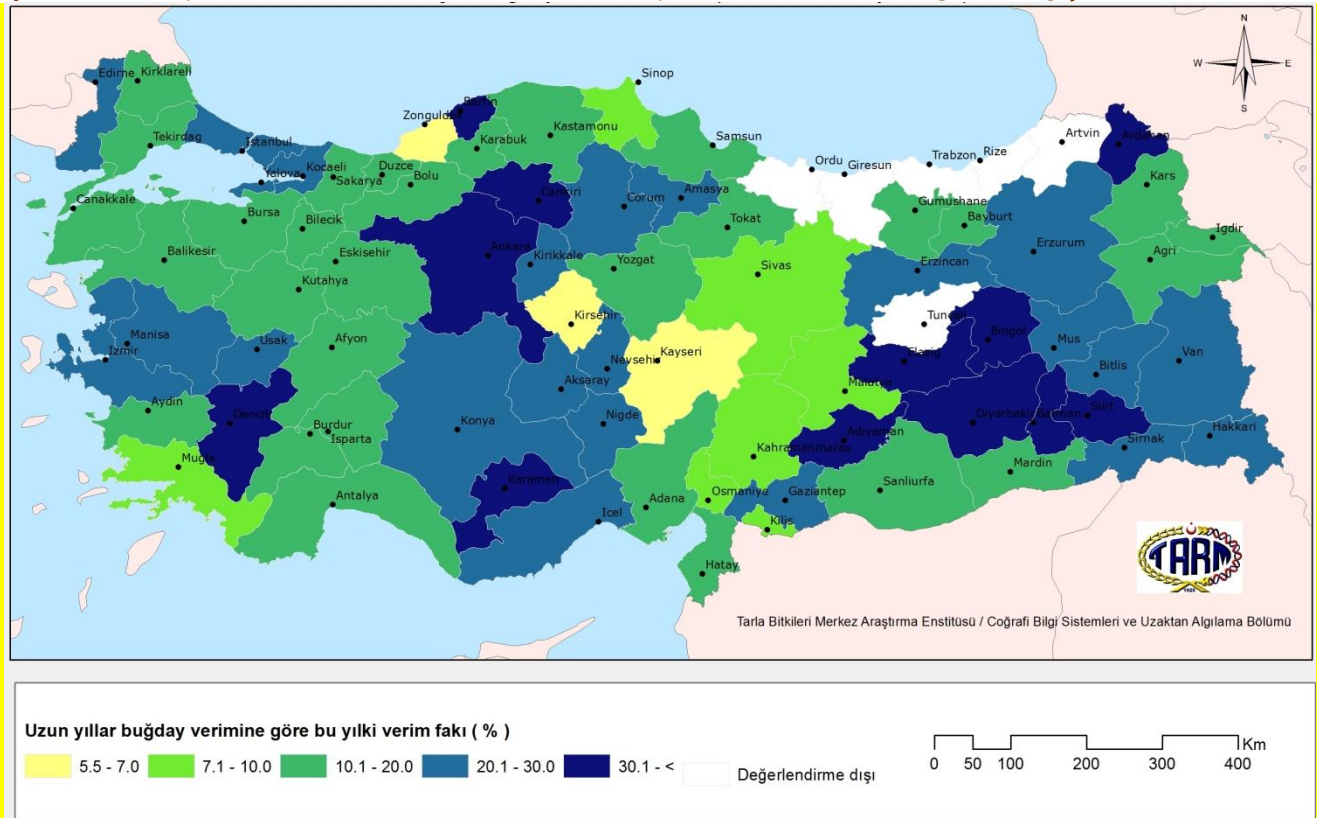 N
W E
S
Edirne
Kirklareli
Tekirdag
Istanbul
Kocaeli
Yalova
Sakarya
Duzce
Bolu
Zonguldak
Bartin
Karabuk
Kastamonu
Sinop
Samsun
Ordu
Giresun
Trabzon
Rize
Artvin
Ardahan
Kars
Igdir
Agri
Canakkale
Bursa
Bilecik
Balikesir
Eskisehir
Kutahya
Ankara
Cankiri
Kirikkale
Corum
Amasya
Tokat
Yozgat
Sivas
Gumushane
Bayburt
Erzurum
Erzincan
Tunceli
Bingol
Elazig
Mus
Bitlis
Van
Hakkari
Manisa
Izmir
Usak
Afyon
Kirsehir
Kayseri
Nevsehi
Aksaray
Nigde
Konya
Malatya
Aydin
Denizli
Burdur
Isparta
Mugla
Antalya
Karaman
Icel
Adana
Kahramanmaras
Adiyaman
Diyarbakir
Batman
Siirt
Sirnak
Mardin
Sanliurfa
Gaziantep
Osmaniye
Kilis
Hatay
TARM
1926
Tarla Bitkileri Merkez Araştırma Enstitüsü / Coğrafi Bilgi Sistemleri ve Uzaktan Algılama Bölümü
Uzun yıllar buğday verimine göre bu yılki verim fakı ( % )
5.5 - 7.0 7.1 - 10.0 10.1 - 20.0 20.1 - 30.0 30.1 - < Değerlendirme dışı
Km
0 50 100 200 300 400